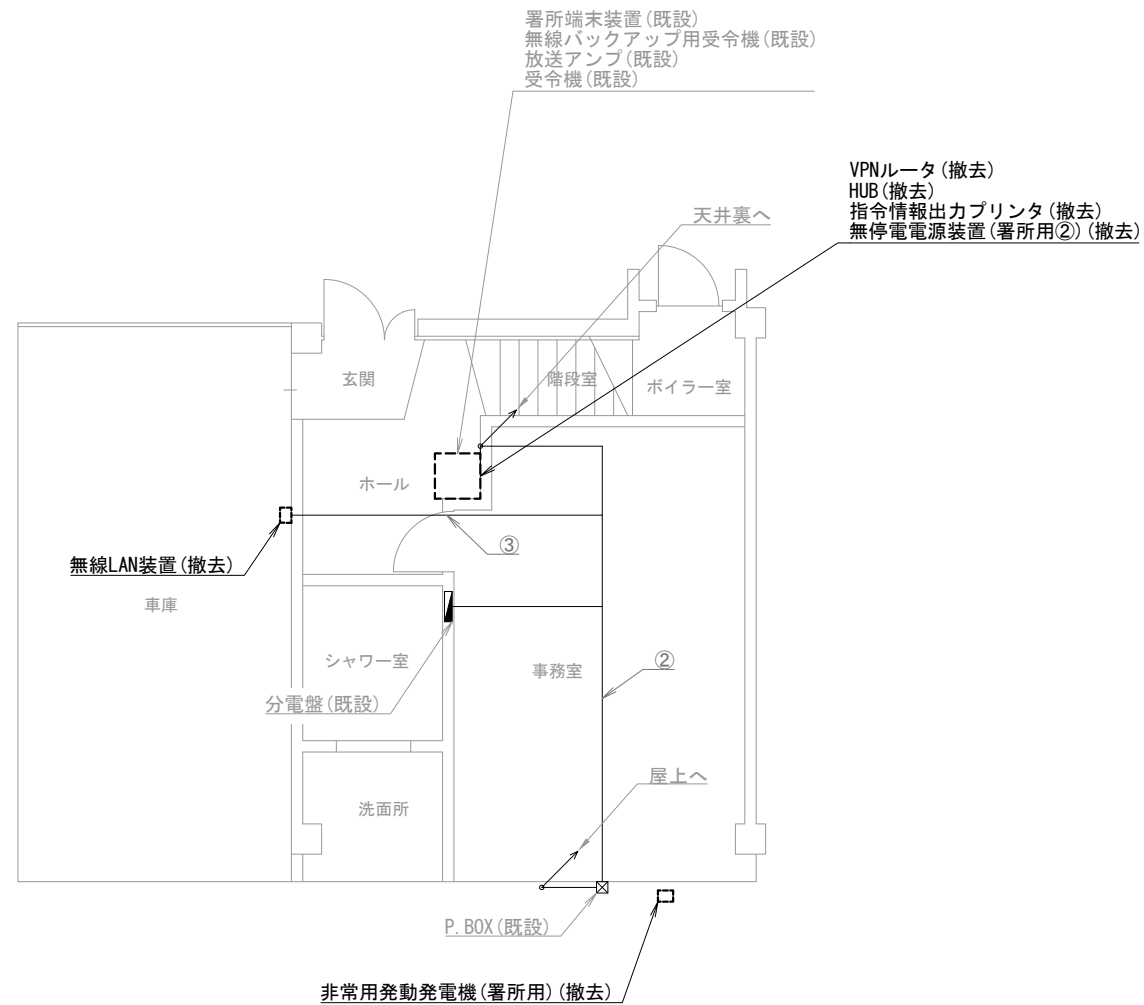 署所端末装置(既設)
無線バックアップ用受令機(既設)
放送アンプ(既設)
受令機(既設)
VPNルータ(撤去)
HUB(撤去)
指令情報出力プリンタ(撤去)
無停電電源装置(署所用②)(撤去)
天井裏へ
玄関
階段室
ボイラー室
ホール
③
無線LAN装置(撤去)
車庫
シャワー室
事務室
②
分電盤(既設)
屋上へ
洗面所
P.BOX(既設)
非常用発動発電機(署所用)(撤去)